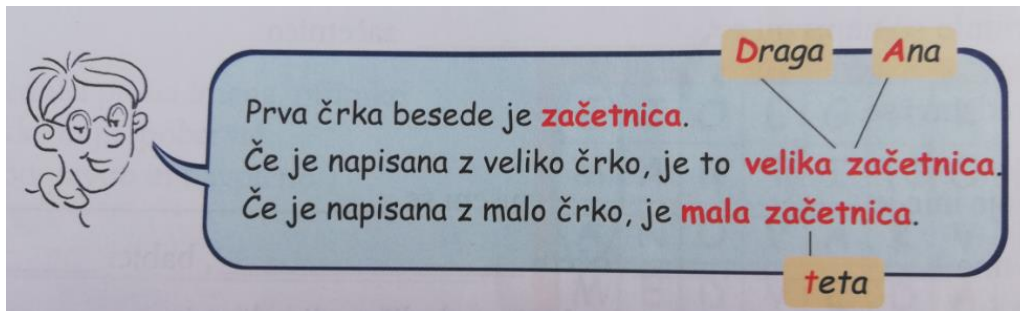 Draga Ana
Prva črka besede je začetnica.
Če je napisana z veliko črko, je to velika začetnica.
Če je napisana z malo črko, je mala začetnica.
teta